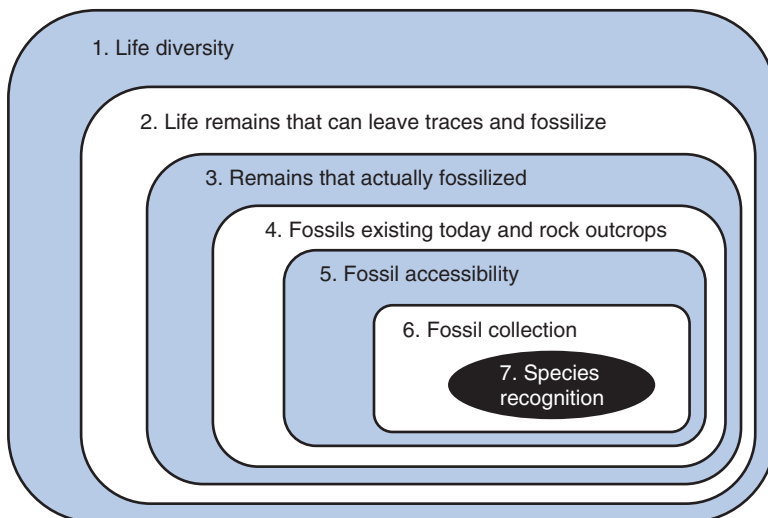 1. Life diversity
2. Life remains that can leave traces and fossilize
3. Remains that actually fossilized
4. Fossils existing today and rock outcrops
5. Fossil accessibility
6. Fossil collection
7. Species
recognition